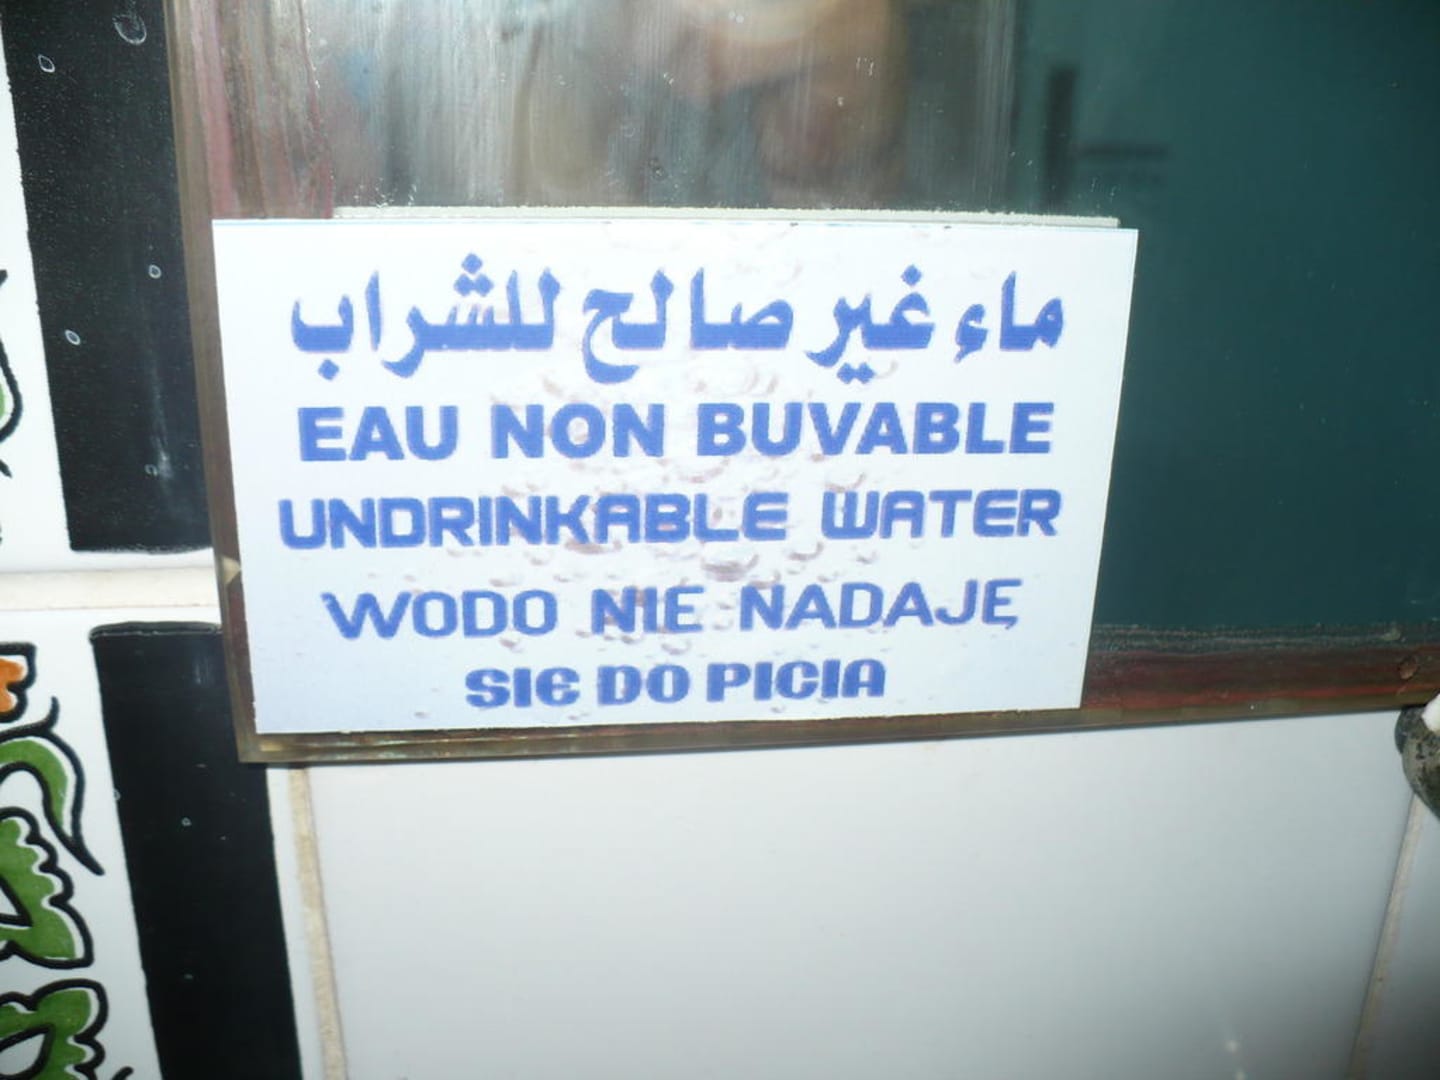 ماء غير صالح للشراب
EAU NON BUVABLE
UNDRINKABLE WATER
WODO NIE NADAJĘ
SIE DO PICIA